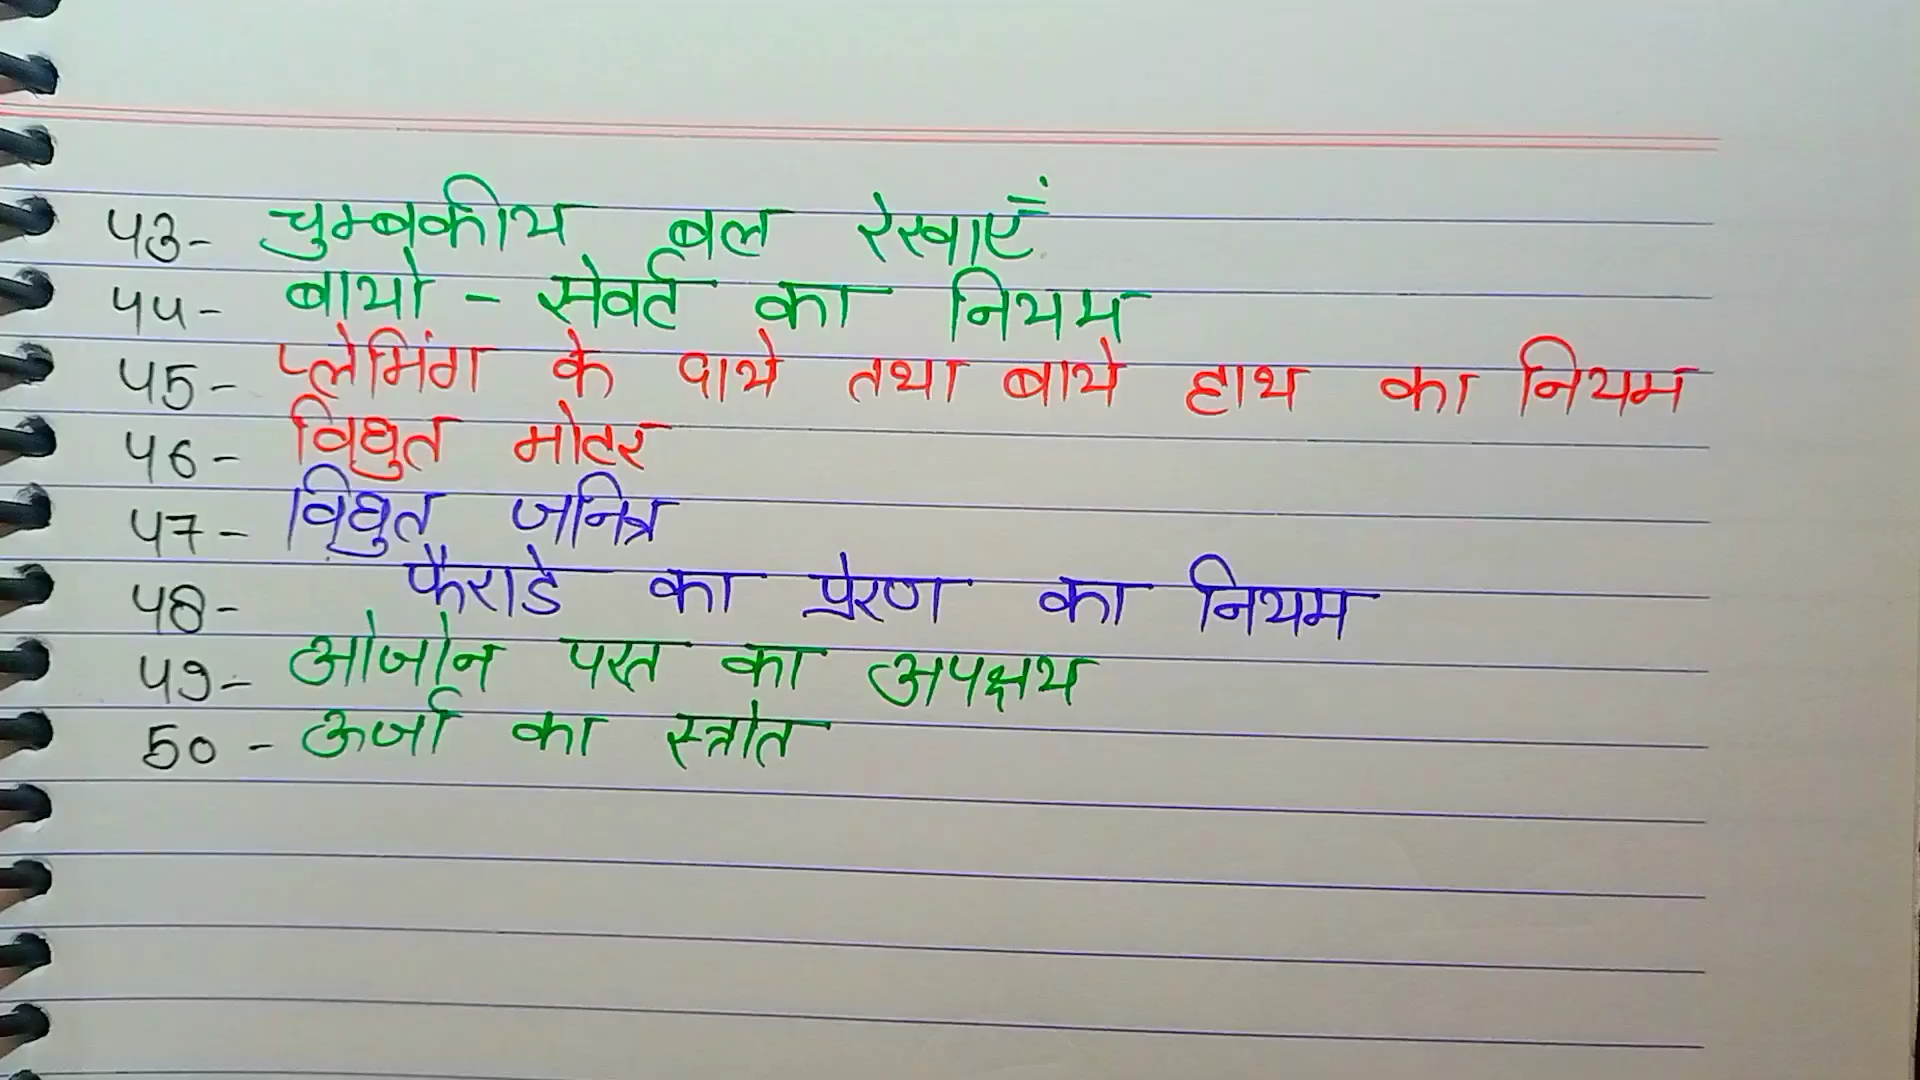 43- चुम्बकीय बल रेखाएँ
44- बायो - सेवर्ट का नियम
45- प्लेमिंग के दाये तथा बाये हाथ का नियम
46- विद्युत मोटर
47- विद्युत जनित्र
48- फैराडे का प्रेरण का नियम
49- ओजोन परत का अपक्षय
50- ऊर्जा का स्त्रोत